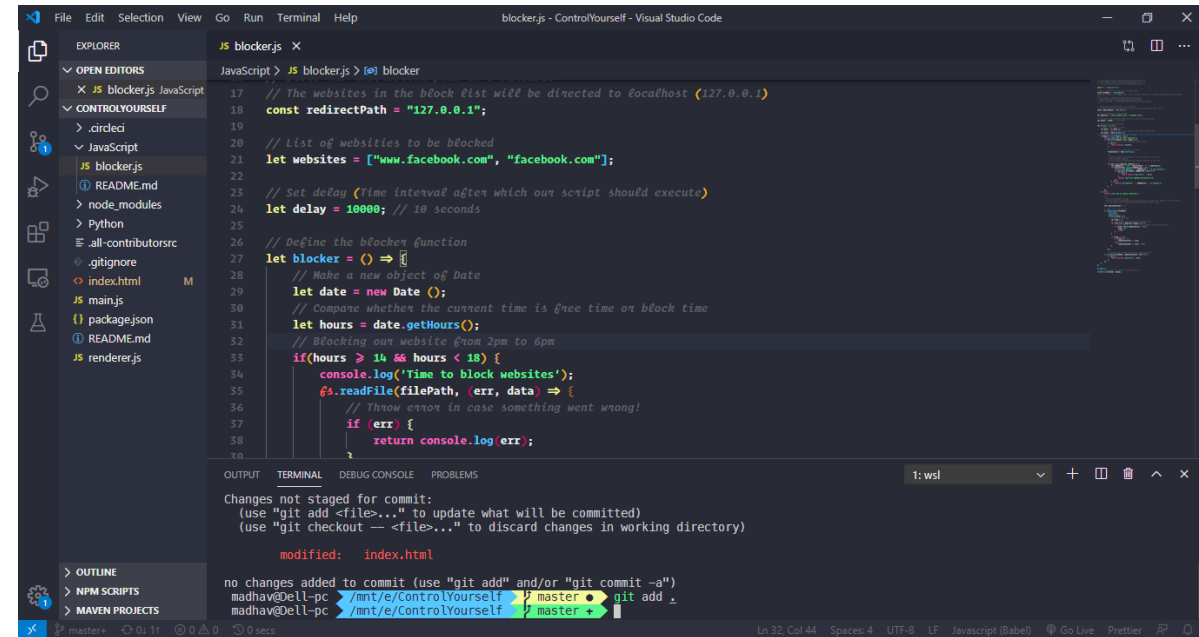 File Edit Selection View Go Run Terminal Help blocker.js - ControlYourself - Visual Studio Code
EXPLORER
OPEN EDITORS
JS blocker.js JavaScript
CONTROLYOURSELF
.circleci
JavaScript
JS blocker.js
README.md
node_modules
Python
.all-contributorsrc
.gitignore
index.html M
JS main.js
{} package.json
README.md
JS renderer.js
OUTLINE
NPM SCRIPTS
MAVEN PROJECTS
1
1
JS blocker.js
JavaScript > JS blocker.js > blocker
17 // The websites in the block list will be directed to localhost (127.0.0.1)
18 const redirectPath = "127.0.0.1";
19
20 // List of websities to be blocked
21 let websites = ["www.facebook.com", "facebook.com"];
22
23 // Set delay (Time interval after which our script should execute)
24 let delay = 10000; // 10 seconds
25
26 // Define the blocker function
27 let blocker = () => {
28 // Make a new object of Date
29 let date = new Date ();
30 // Compare whether the current time is free time or block time
31 let hours = date.getHours();
32 // Blocking our website from 2pm to 6pm
33 if(hours >= 14 && hours < 18) {
34 console.log('Time to block websites');
35 fs.readFile(filePath, (err, data) => {
36 // Throw error in case something went wrong!
37 if (err) {
38 return console.log(err);
39 }
OUTPUT TERMINAL DEBUG CONSOLE PROBLEMS 1: wsl
Changes not staged for commit:
(use "git add <file>..." to update what will be committed)
(use "git checkout -- <file>..." to discard changes in working directory)
modified: index.html
no changes added to commit (use "git add" and/or "git commit -a")
madhav@Dell-pc /mnt/e/ControlYourself master ● git add .
madhav@Dell-pc /mnt/e/ControlYourself master +
master+ 0↓ 1↑ 0 0 0 secs Ln 32, Col 44 Spaces: 4 UTF-8 LF Javascript (Babel) Go Live Prettier